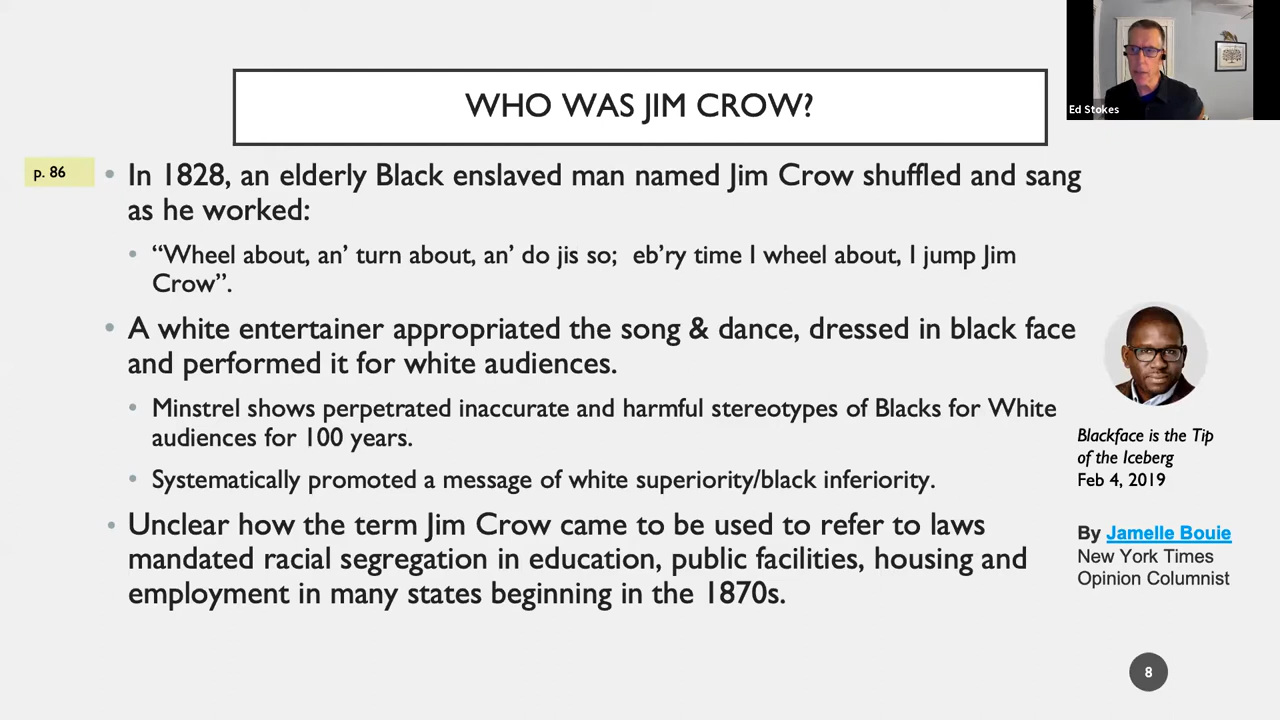 Ed Stokes
WHO WAS JIM CROW?
p. 86
• In 1828, an elderly Black enslaved man named Jim Crow shuffled and sang
as he worked:
• “Wheel about, an’ turn about, an’ do jis so;  eb’ry time I wheel about, I jump Jim
Crow”.
• A white entertainer appropriated the song & dance, dressed in black face
and performed it for white audiences.
• Minstrel shows perpetrated inaccurate and harmful stereotypes of Blacks for White
audiences for 100 years.
• Systematically promoted a message of white superiority/black inferiority.
• Unclear how the term Jim Crow came to be used to refer to laws
mandated racial segregation in education, public facilities, housing and
employment in many states beginning in the 1870s.
Blackface is the Tip
of the Iceberg
Feb 4, 2019
By Jamelle Bouie
New York Times
Opinion Columnist
8